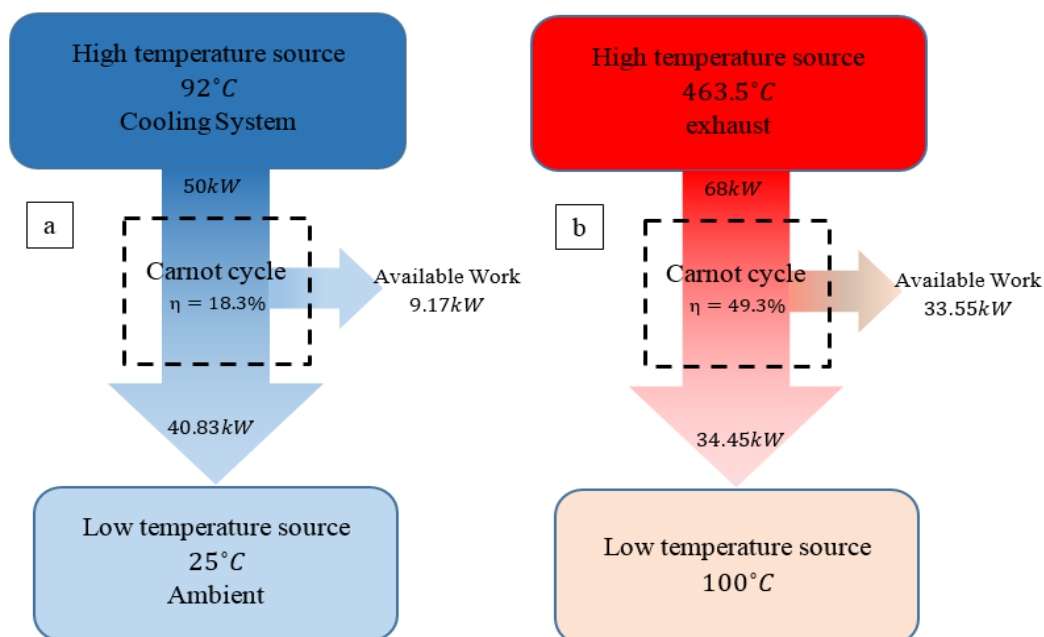 High temperature source
92°C
Cooling System
50kW
a
Carnot cycle
η = 18.3%
Available Work
9.17kW
40.83kW
Low temperature source
25°C
Ambient
High temperature source
463.5°C
exhaust
68kW
b
Carnot cycle
η = 49.3%
Available Work
33.55kW
34.45kW
Low temperature source
100°C